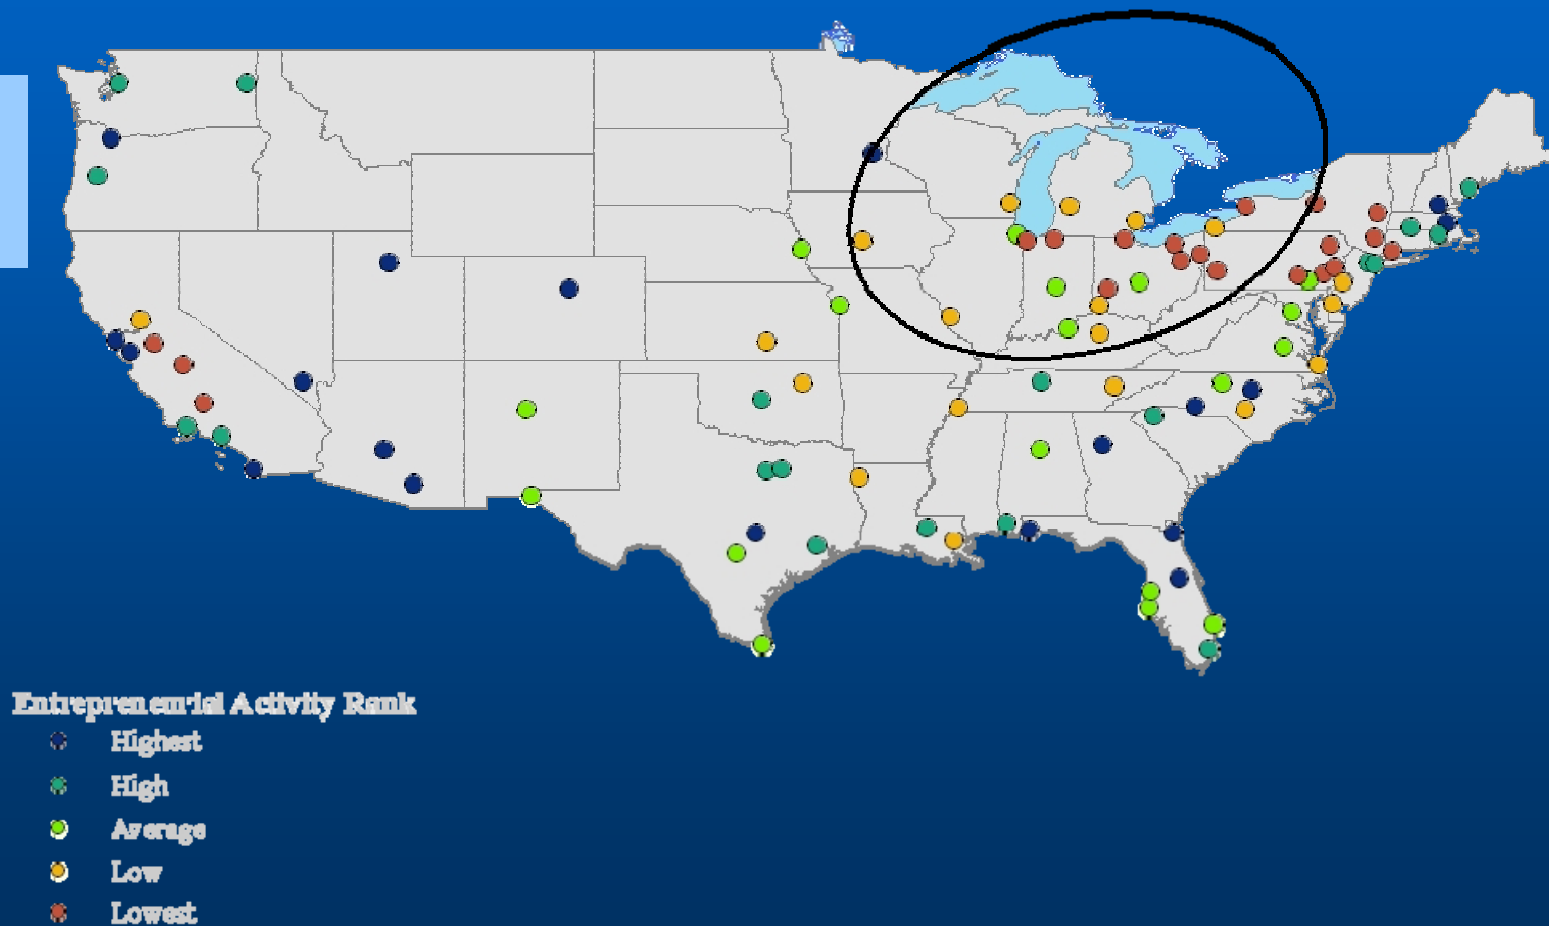 Entrepreneurial Activity Rank
Highest
High
Average
Low
Lowest